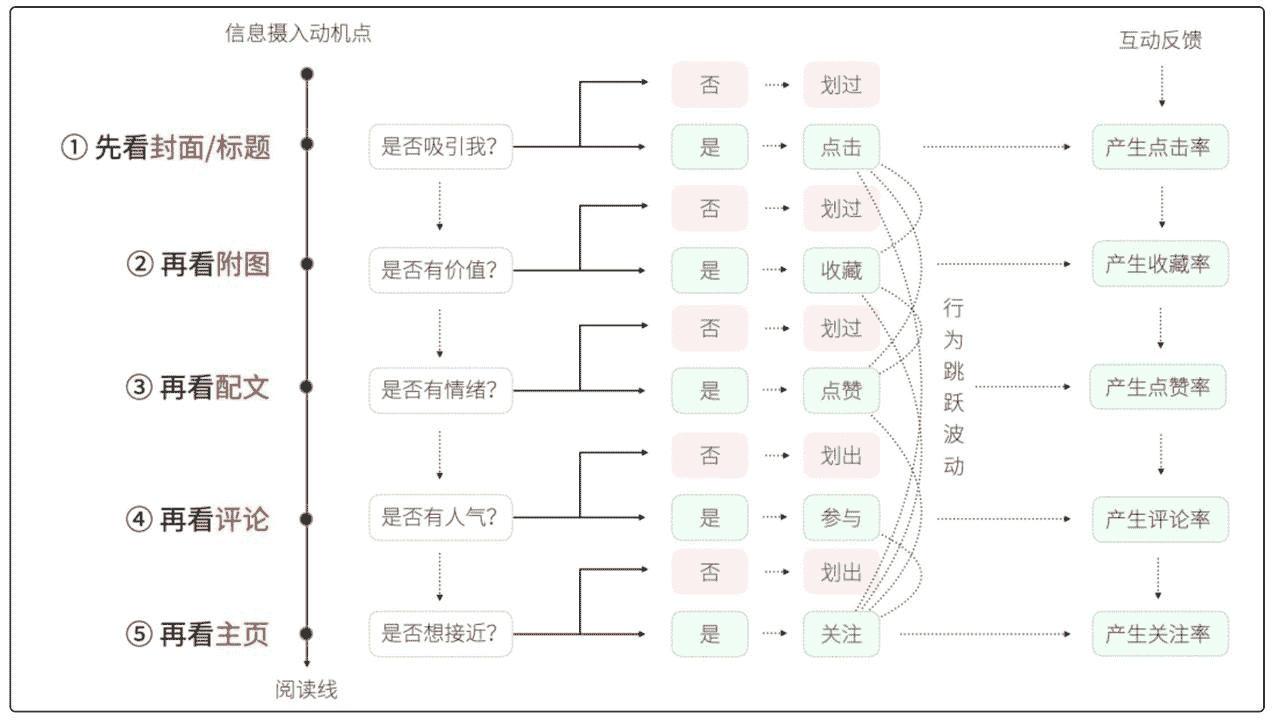 信息摄入动机点
互动反馈
否
划过
① 先看封面/标题
是否吸引我？
是
点击
产生点击率
否
划过
② 再看附图
是否有价值？
是
收藏
产生收藏率
否
划过
行为跳跃波动
③ 再看配文
是否有情绪？
是
点赞
产生点赞率
否
划出
④ 再看评论
是否有人气？
是
参与
产生评论率
否
划出
⑤ 再看主页
是否想接近？
是
关注
产生关注率
阅读线